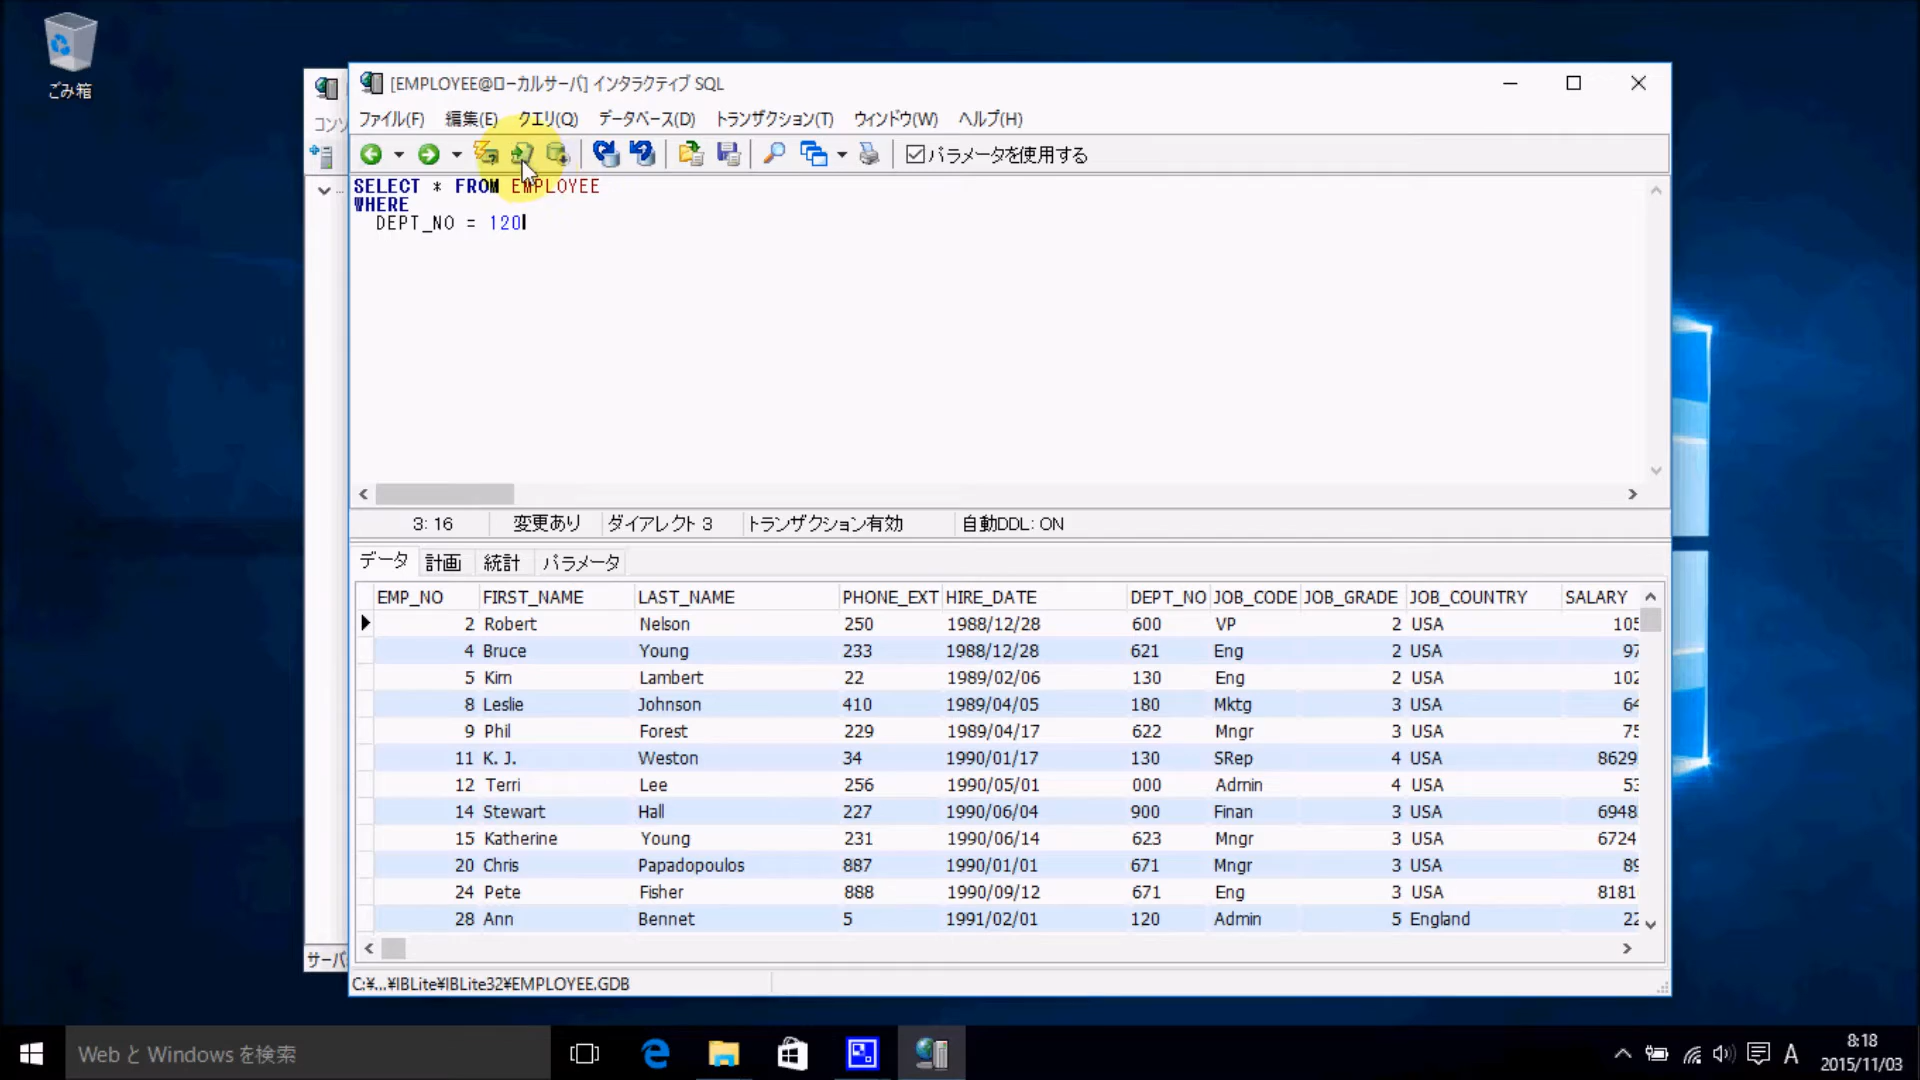 ごみ箱
[EMPLOYEE@ローカルサーバ] インタラクティブ SQL
コンソ
ファイル(F) 編集(E) クエリ(Q) データベース(D) トランザクション(T) ウィンドウ(W) ヘルプ(H)
パラメータを使用する
SELECT * FROM EMPLOYEE
WHERE
DEPT_NO = 120
3: 16 変更あり ダイアレクト 3 トランザクション有効 自動DDL: ON
データ 計画 統計 パラメータ
EMP_NO FIRST_NAME LAST_NAME PHONE_EXT HIRE_DATE DEPT_NO JOB_CODE JOB_GRADE JOB_COUNTRY SALARY
2 Robert Nelson 250 1988/12/28 600 VP 2 USA 105
4 Bruce Young 233 1988/12/28 621 Eng 2 USA 97
5 Kim Lambert 22 1989/02/06 130 Eng 2 USA 102
8 Leslie Johnson 410 1989/04/05 180 Mktg 3 USA 64
9 Phil Forest 229 1989/04/17 622 Mngr 3 USA 75
11 K. J. Weston 34 1990/01/17 130 SRep 4 USA 8629
12 Terri Lee 256 1990/05/01 000 Admin 4 USA 53
14 Stewart Hall 227 1990/06/04 900 Finan 3 USA 6948
15 Katherine Young 231 1990/06/14 623 Mngr 3 USA 6724
20 Chris Papadopoulos 887 1990/01/01 671 Mngr 3 USA 89
24 Pete Fisher 888 1990/09/12 671 Eng 3 USA 8181
28 Ann Bennet 5 1991/02/01 120 Admin 5 England 22
サーバ
C:¥...¥IBLite¥IBLite32¥EMPLOYEE.GDB
Web と Windows を検索
A
8:18
2015/11/03